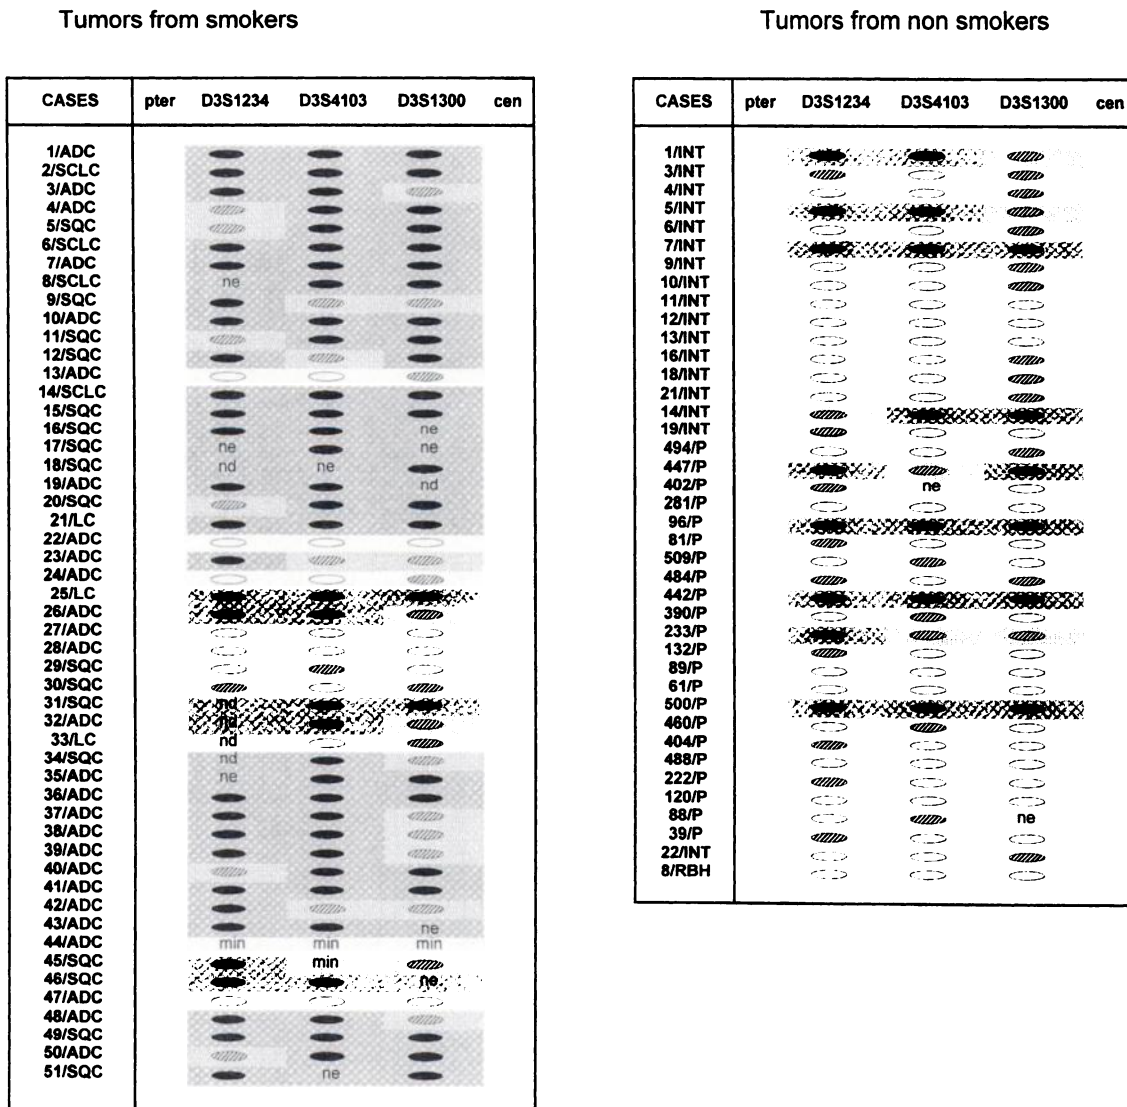 Tumors from smokers
CASES pter D3S1234 D3S4103 D3S1300 cen
1/ADC
2/SCLC
3/ADC
4/ADC
5/SQC
6/SCLC
7/ADC
8/SCLC ne
9/SQC
10/ADC
11/SQC
12/SQC
13/ADC
14/SCLC
15/SQC
16/SQC ne
17/SQC ne ne
18/SQC nd ne
19/ADC nd
20/SQC
21/LC
22/ADC
23/ADC
24/ADC
25/LC
26/ADC
27/ADC
28/ADC
29/SQC
30/SQC
31/SQC nd
32/ADC nd
33/LC nd
34/SQC nd
35/ADC ne
36/ADC
37/ADC
38/ADC
39/ADC
40/ADC
41/ADC
42/ADC
43/ADC ne
44/ADC min min min
45/SQC min
46/SQC ne
47/ADC
48/ADC
49/SQC
50/ADC
51/SQC ne
Tumors from non smokers
CASES pter D3S1234 D3S4103 D3S1300 cen
1/INT
3/INT
4/INT
5/INT
6/INT
7/INT
9/INT
10/INT
11/INT
12/INT
13/INT
16/INT
18/INT
21/INT
14/INT
19/INT
494/P
447/P
402/P ne
281/P
96/P
81/P
509/P
484/P
442/P
390/P
233/P
132/P
89/P
61/P
500/P
460/P
404/P
488/P
222/P
120/P
88/P ne
39/P
22/INT
8/RBH